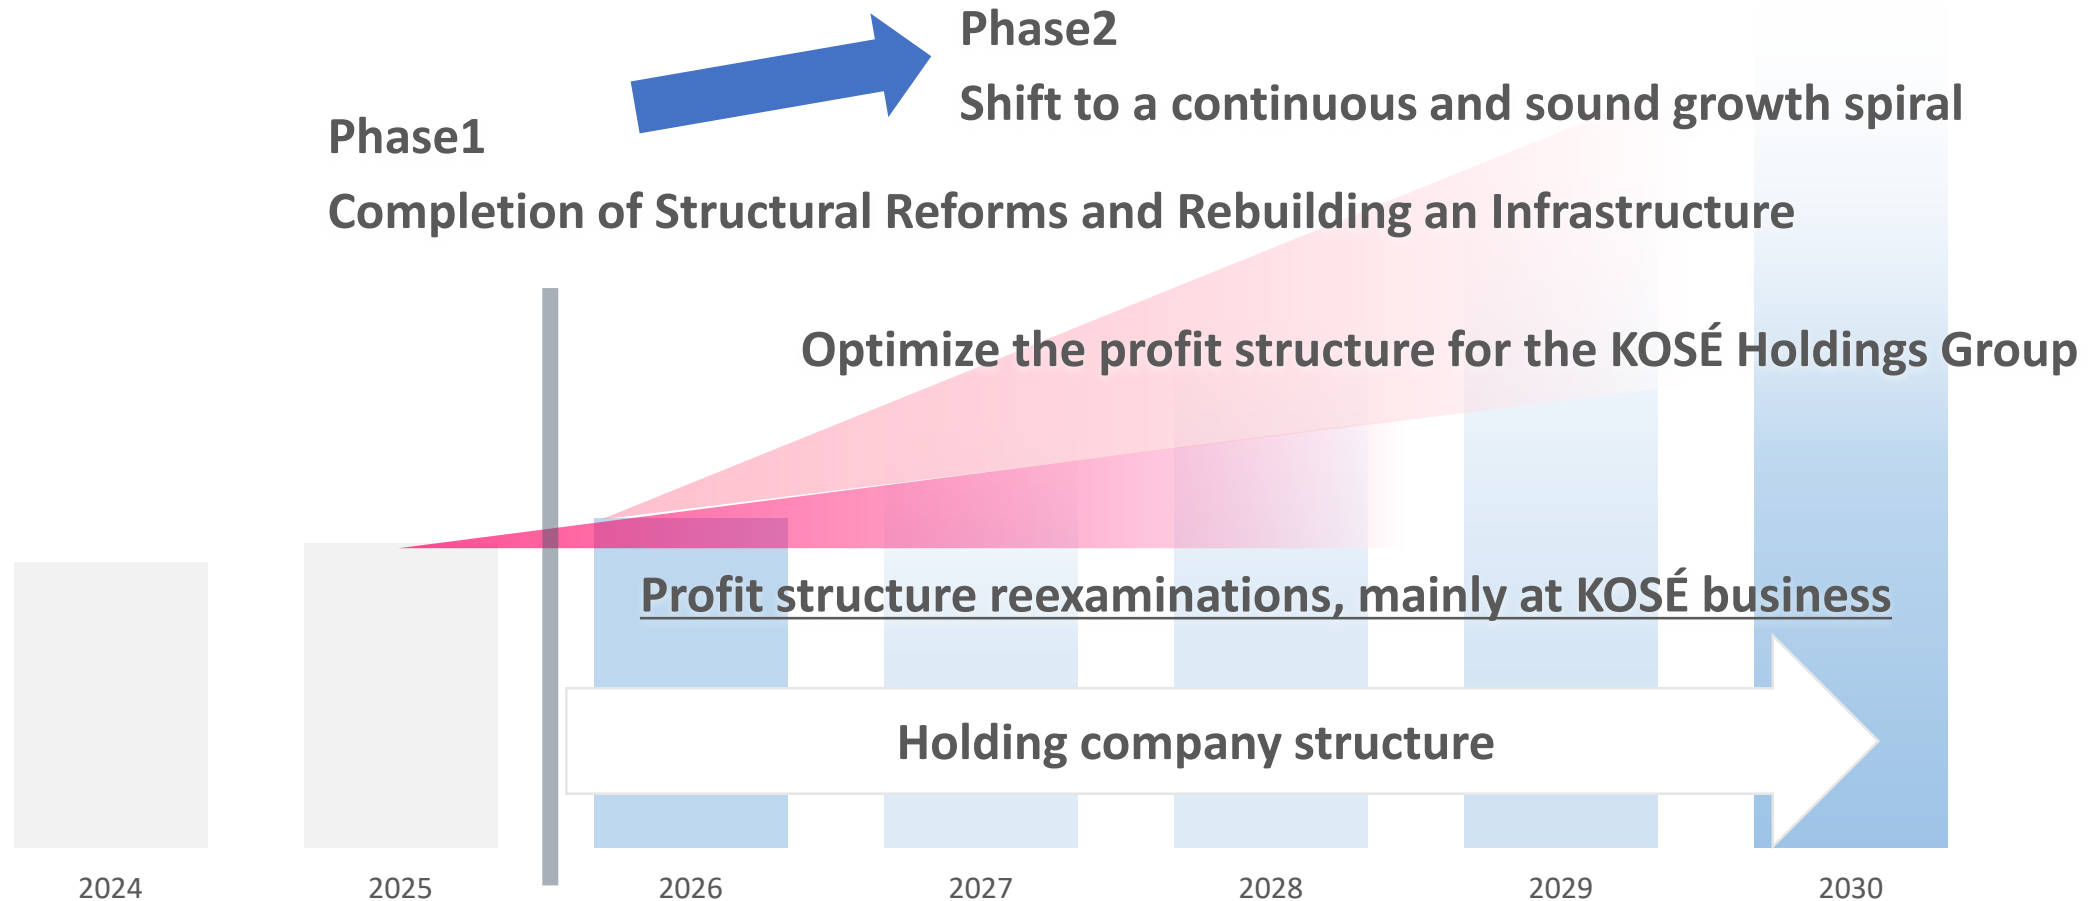 Phase2
Shift to a continuous and sound growth spiral
Phase1
Completion of Structural Reforms and Rebuilding an Infrastructure
Optimize the profit structure for the KOSÉ Holdings Group
Profit structure reexaminations, mainly at KOSÉ business
Holding company structure
2024 2025 2026 2027 2028 2029 2030